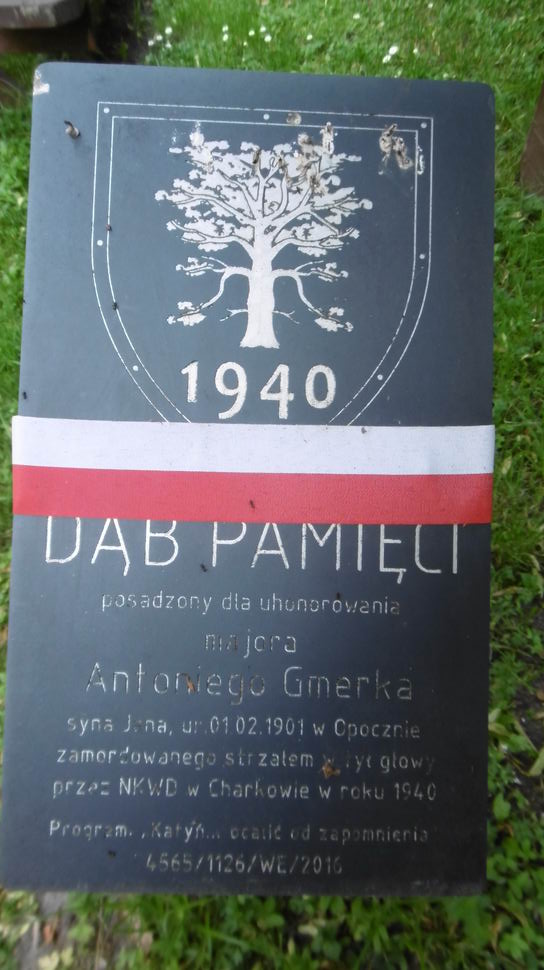 1940
DĄB PAMIĘCI
posadzony dla uhonorowania
majora
Antoniego Gmerka
syna Jana, ur.01.02.1901 w Opocznie
zamordowanego strzałem w tył głowy
przez NKWD w Charkowie w roku 1940
Program. „Katyń... ocalić od zapomnienia"
4565/1126/WE/2016